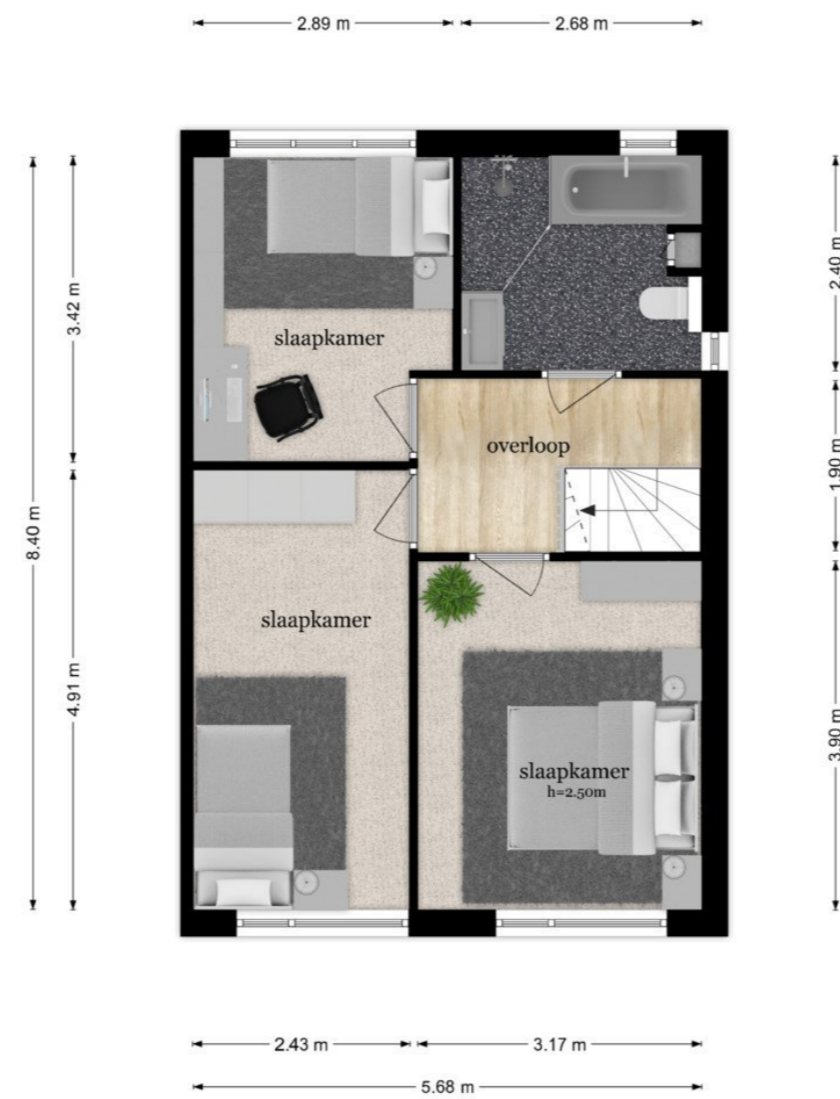 2.89 m
2.68 m
2.40 m
3.42 m
slaapkamer
overloop
1.90 m
8.40 m
slaapkamer
4.91 m
3.90 m
slaapkamer
h=2.50m
2.43 m
3.17 m
5.68 m